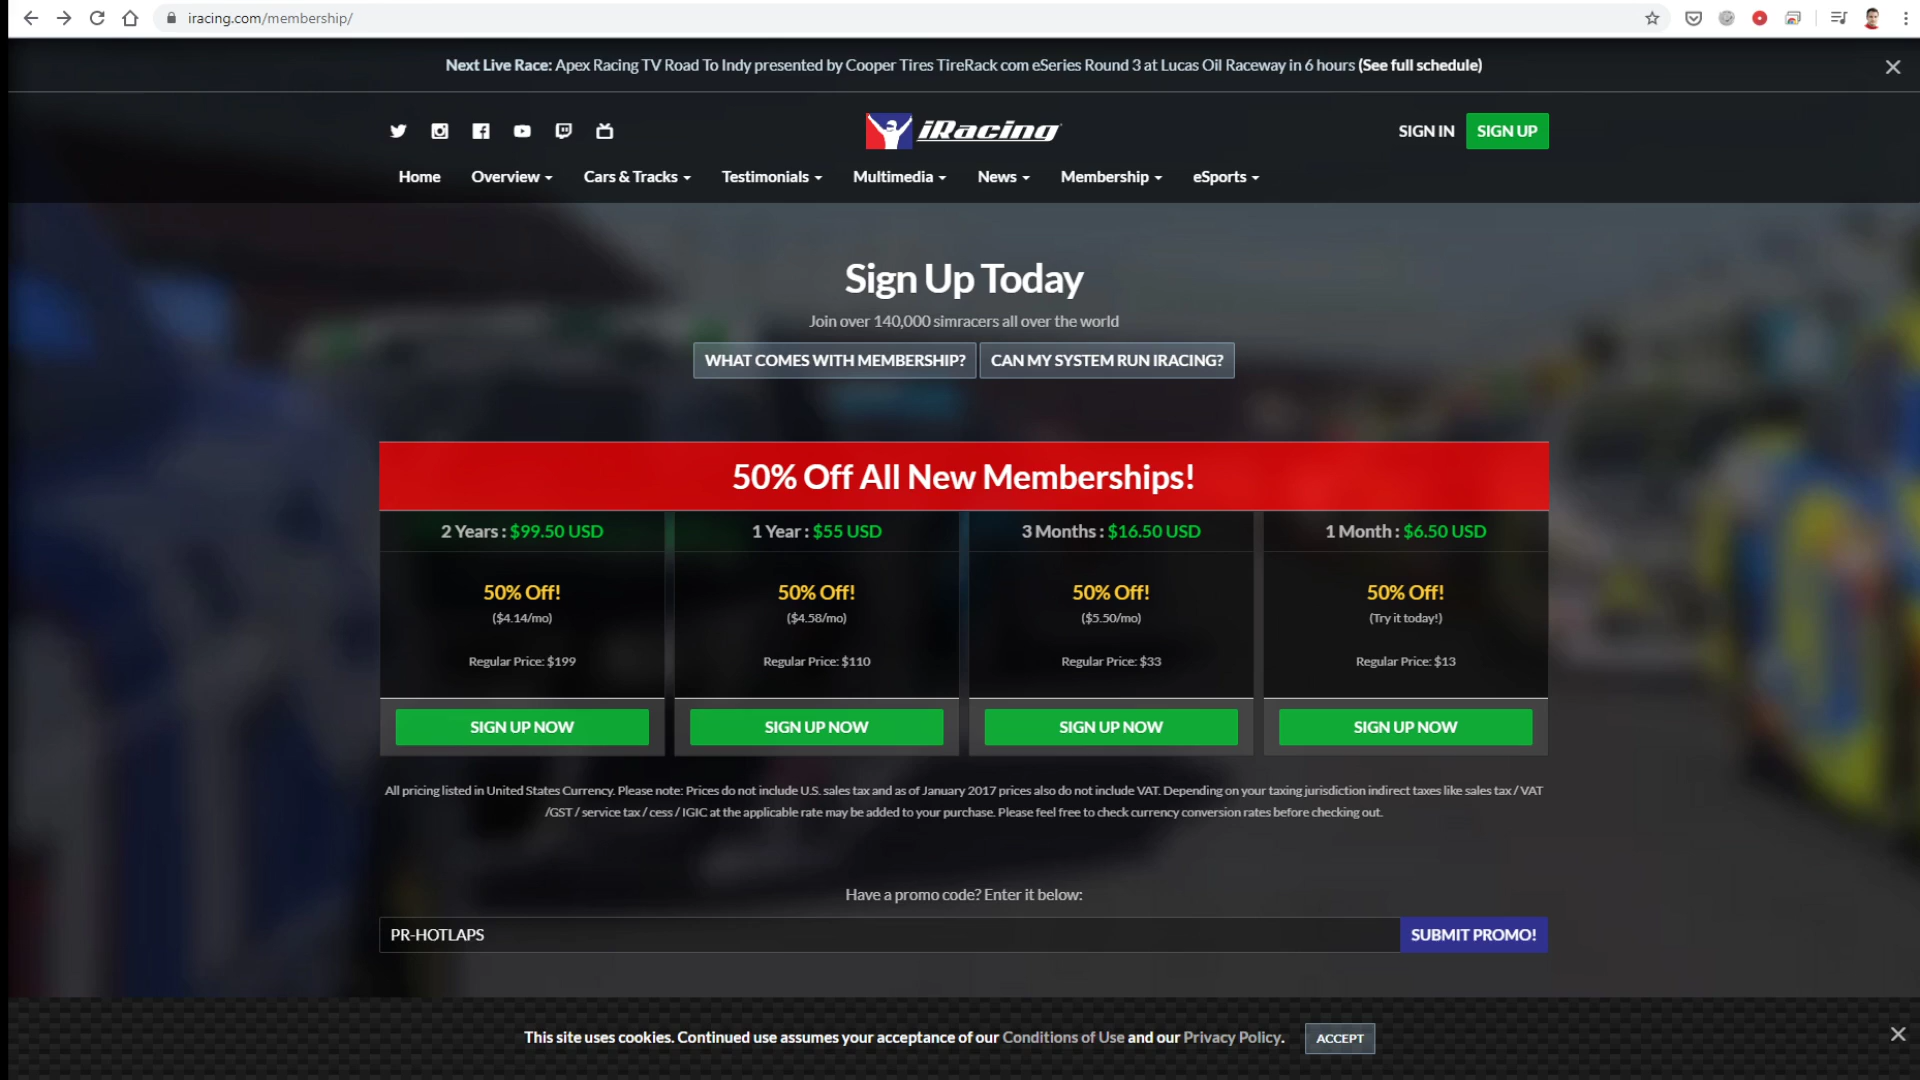 iracing.com/membership/
Next Live Race: Apex Racing TV Road To Indy presented by Cooper Tires TireRack com eSeries Round 3 at Lucas Oil Raceway in 6 hours (See full schedule)
iRacing
SIGN IN
SIGN UP
Home Overview Cars & Tracks Testimonials Multimedia News Membership eSports
Sign Up Today
Join over 140,000 simracers all over the world
WHAT COMES WITH MEMBERSHIP? CAN MY SYSTEM RUN IRACING?
50% Off All New Memberships!
2 Years : $99.50 USD
50% Off!
($4.14/mo)
Regular Price: $199
SIGN UP NOW
1 Year : $55 USD
50% Off!
($4.58/mo)
Regular Price: $110
SIGN UP NOW
3 Months : $16.50 USD
50% Off!
($5.50/mo)
Regular Price: $33
SIGN UP NOW
1 Month : $6.50 USD
50% Off!
(Try it today!)
Regular Price: $13
SIGN UP NOW
All pricing listed in United States Currency. Please note: Prices do not include U.S. sales tax and as of January 2017 prices also do not include VAT. Depending on your taxing jurisdiction indirect taxes like sales tax / VAT
/GST / service tax / cess / IGIC at the applicable rate may be added to your purchase. Please feel free to check currency conversion rates before checking out.
Have a promo code? Enter it below:
PR-HOTLAPS
SUBMIT PROMO!
This site uses cookies. Continued use assumes your acceptance of our Conditions of Use and our Privacy Policy.
ACCEPT